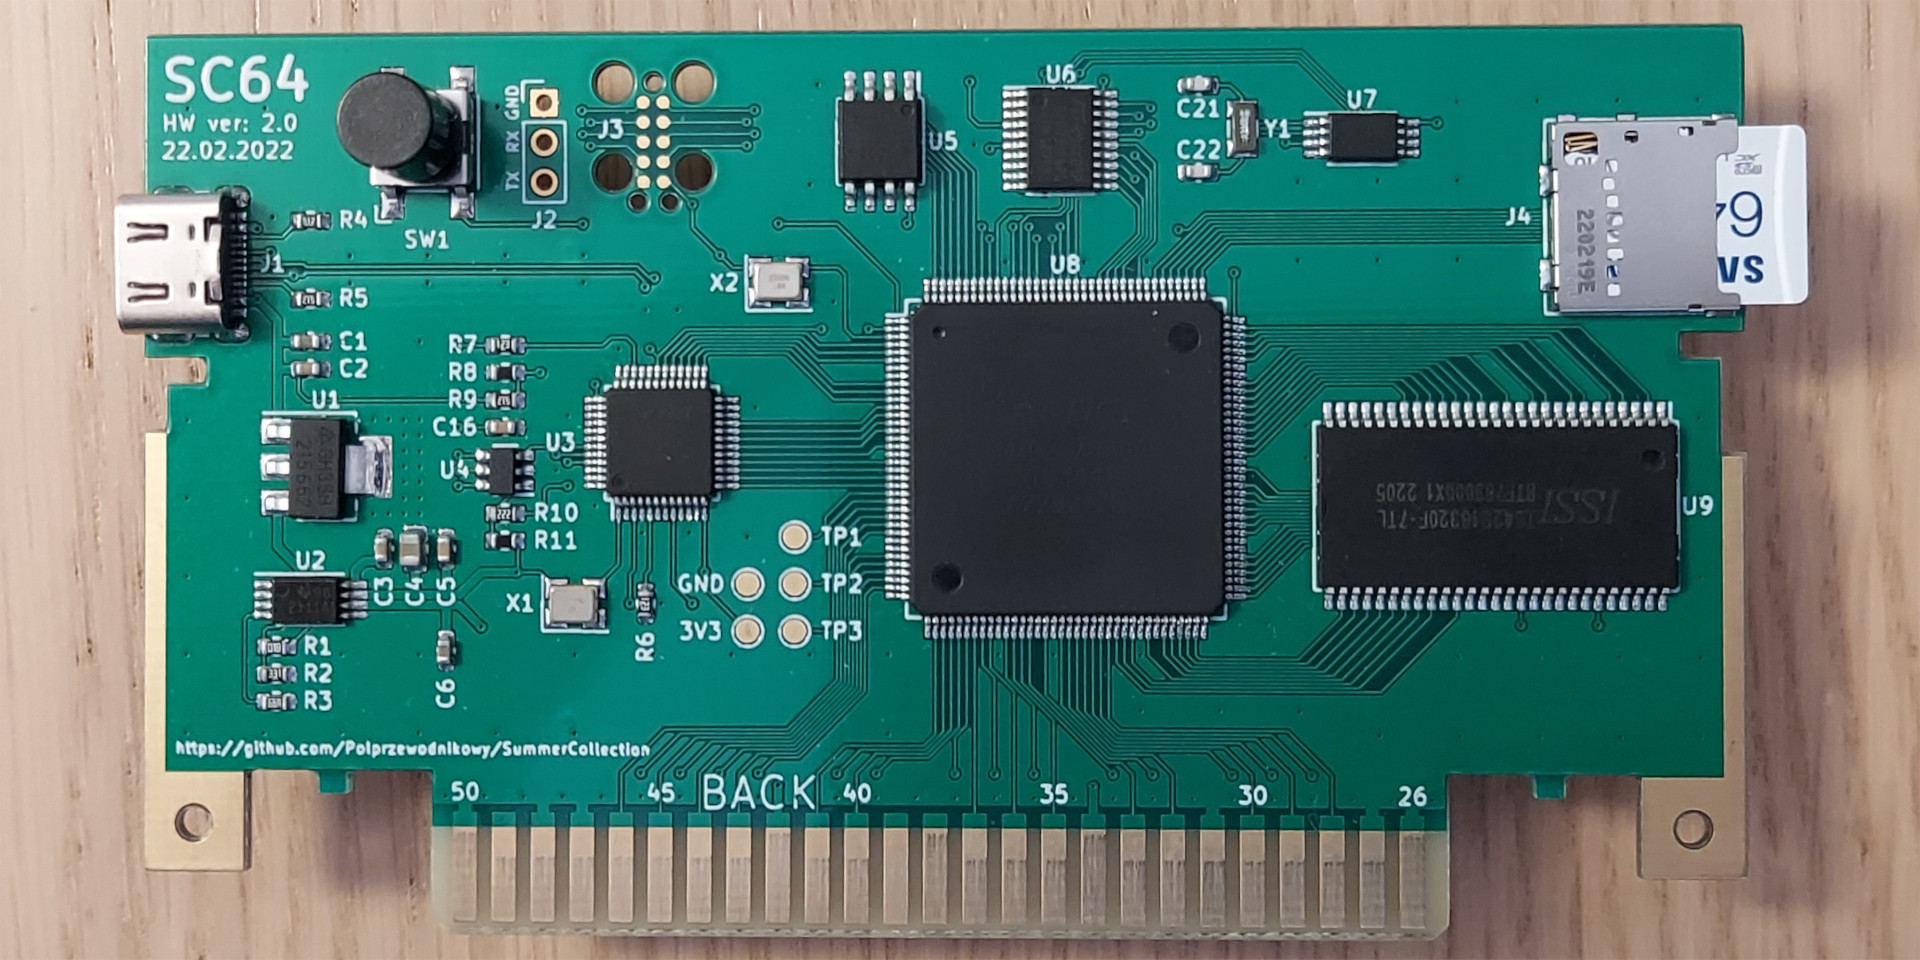 SC64
HW ver: 2.0
22.02.2022
SW1
GND
RX
TX
J2
J3
U5
U6
C21
C22
Y1
U7
J4
220219E
64
SA
J1
R4
R5
C1
C2
U1
R7
R8
R9
C16
U4
U3
X2
U8
U9
ISSI
U2
C3
C4
C5
R10
R11
X1
R6
GND
3V3
TP1
TP2
TP3
R1
R2
R3
C6
https://github.com/Polprzewodnikowy/SummerCollection
50
45
BACK
40
35
30
26